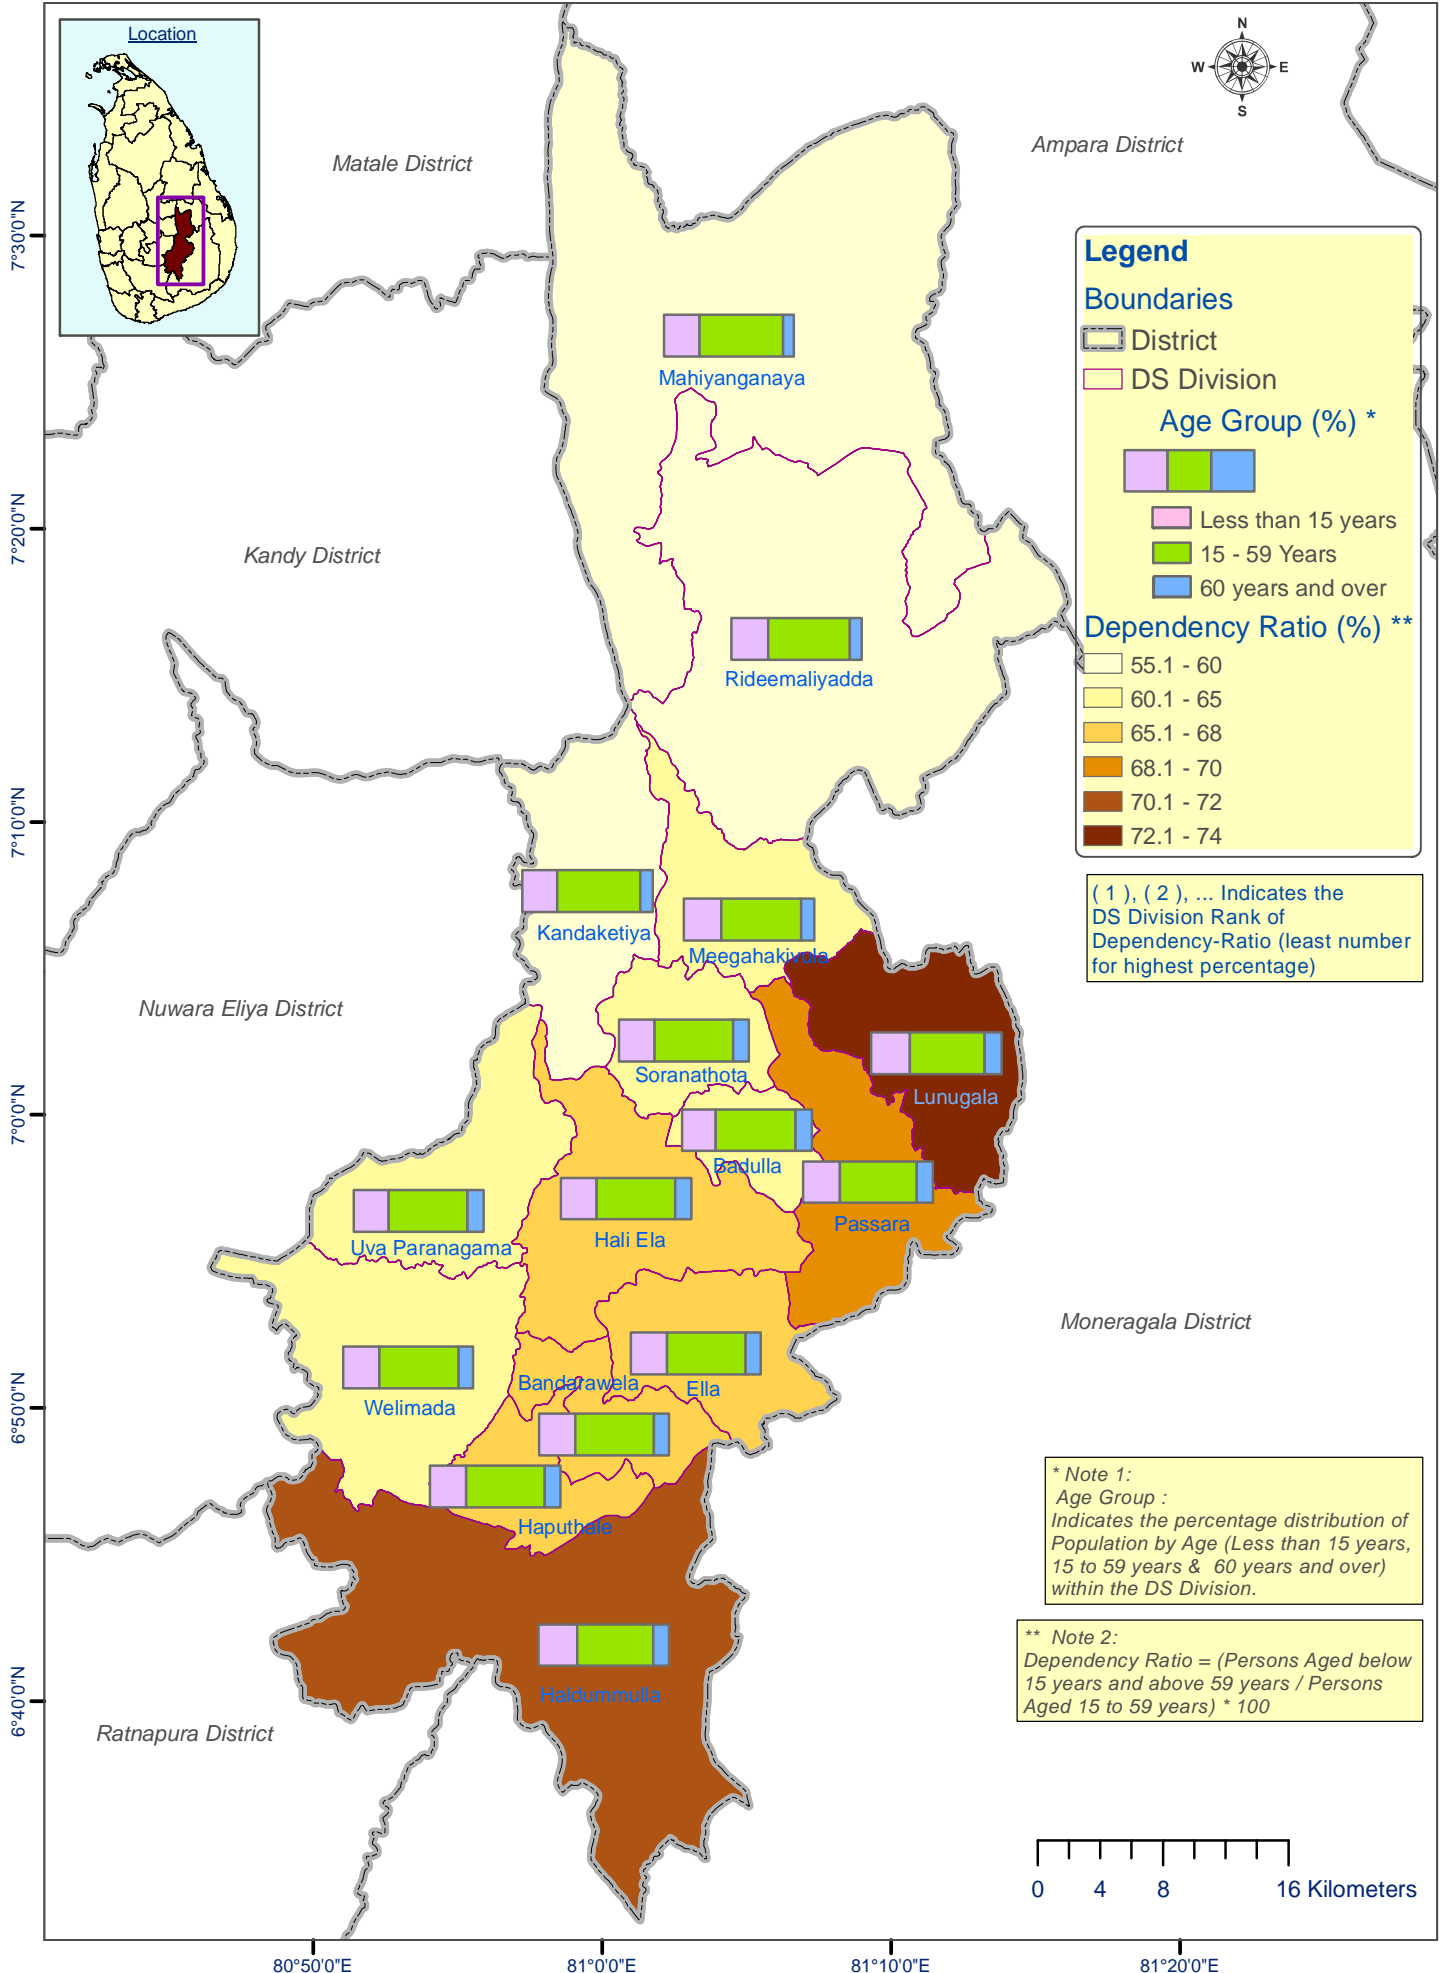 Location
N
W
E
S
Matale District
Ampara District
7°30'0"N
Legend
Boundaries
District
DS Division
Age Group (%) *
Less than 15 years
15 - 59 Years
60 years and over
Dependency Ratio (%) **
55.1 - 60
60.1 - 65
65.1 - 68
68.1 - 70
70.1 - 72
72.1 - 74
Mahiyanganaya
7°20'0"N
Kandy District
Rideemaliyadda
7°10'0"N
( 1 ), ( 2 ), ... Indicates the
DS Division Rank of
Dependency-Ratio (least number
for highest percentage)
Kandaketiya
Meegahakivula
Nuwara Eliya District
Soranathota
Lunugala
7°0'0"N
Badulla
Passara
Hali Ela
Uva Paranagama
Moneragala District
Bandarawela
Ella
6°50'0"N
Welimada
Haputhale
* Note 1:
Age Group :
Indicates the percentage distribution of
Population by Age (Less than 15 years,
15 to 59 years & 60 years and over)
within the DS Division.
** Note 2:
Dependency Ratio = (Persons Aged below
15 years and above 59 years / Persons
Aged 15 to 59 years) * 100
Haldummulla
6°40'0"N
Ratnapura District
0 4 8 16 Kilometers
80°50'0"E 81°0'0"E 81°10'0"E 81°20'0"E